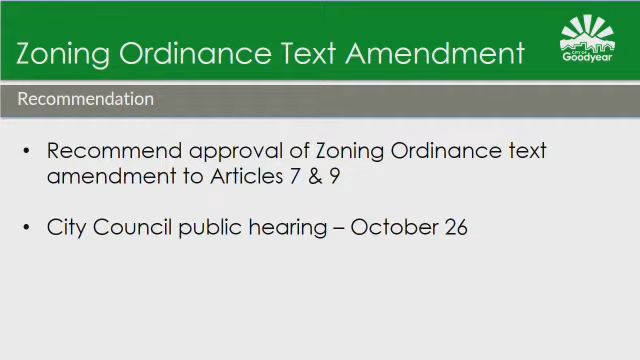 Zoning Ordinance Text Amendment
CITY OF
Goodyear
Recommendation
• Recommend approval of Zoning Ordinance text
amendment to Articles 7 & 9
• City Council public hearing – October 26